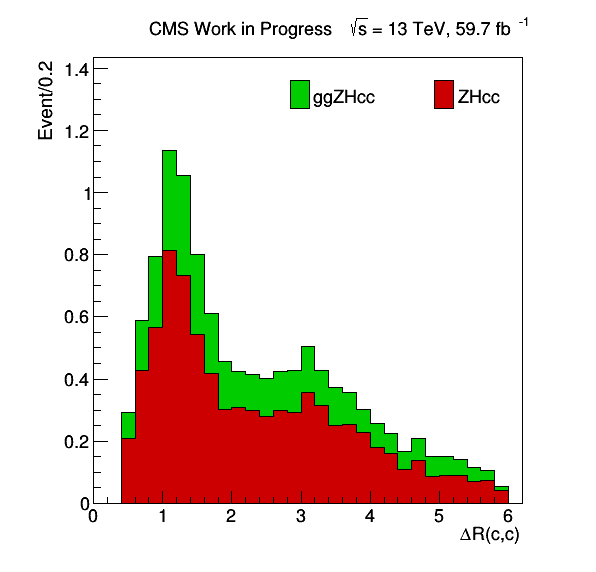 CMS Work in Progress √s = 13 TeV, 59.7 fb⁻¹
Event/0.2
ggZHcc ZHcc
1.4
1.2
1
0.8
0.6
0.4
0.2
0
0 1 2 3 4 5 6
ΔR(c,c)